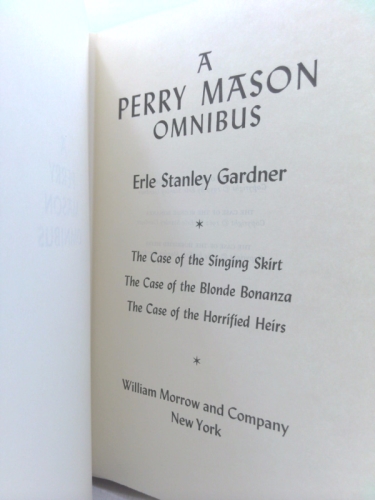 A
PERRY MASON
OMNIBUS
Erle Stanley Gardner
*
The Case of the Singing Skirt
The Case of the Blonde Bonanza
The Case of the Horrified Heirs
*
William Morrow and Company
New York